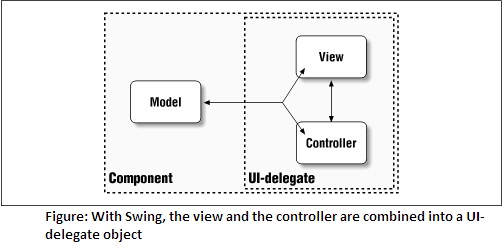 View
Model
Controller
Component
UI-delegate
Figure: With Swing, the view and the controller are combined into a UI-
delegate object